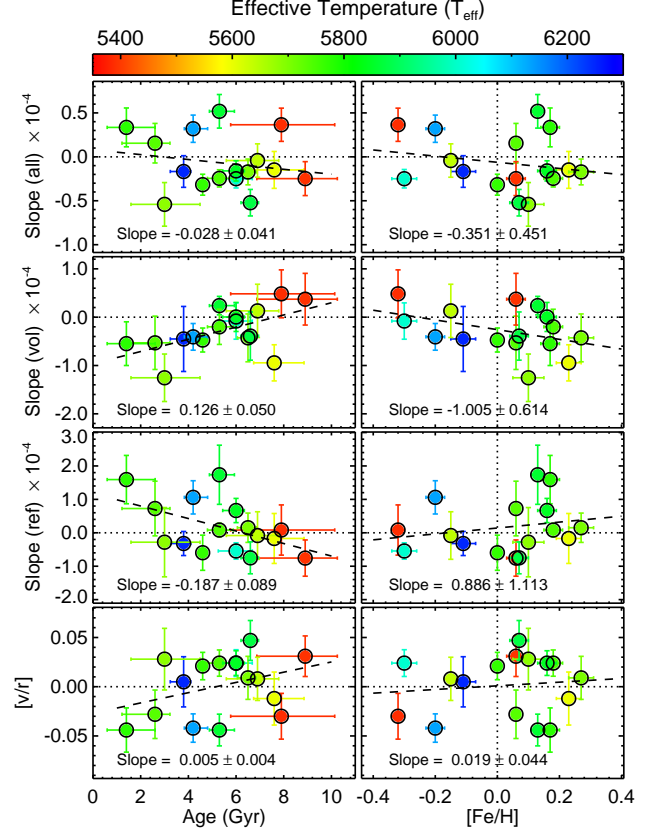 Effective Temperature (Teff)
5400 5600 5800 6000 6200
Slope (all) × 10-4
0.5
0.0
-0.5
-1.0
Slope = -0.028 ± 0.041
Slope = -0.351 ± 0.451
Slope (vol) × 10-4
1.0
0.0
-1.0
-2.0
Slope = 0.126 ± 0.050
Slope = -1.005 ± 0.614
Slope (ref) × 10-4
3.0
2.0
1.0
0.0
-1.0
-2.0
Slope = -0.187 ± 0.089
Slope = 0.886 ± 1.113
[v/r]
0.05
0.00
-0.05
Slope = 0.005 ± 0.004
Slope = 0.019 ± 0.044
0 2 4 6 8 10
-0.4 -0.2 0.0 0.2 0.4
Age (Gyr)
[Fe/H]